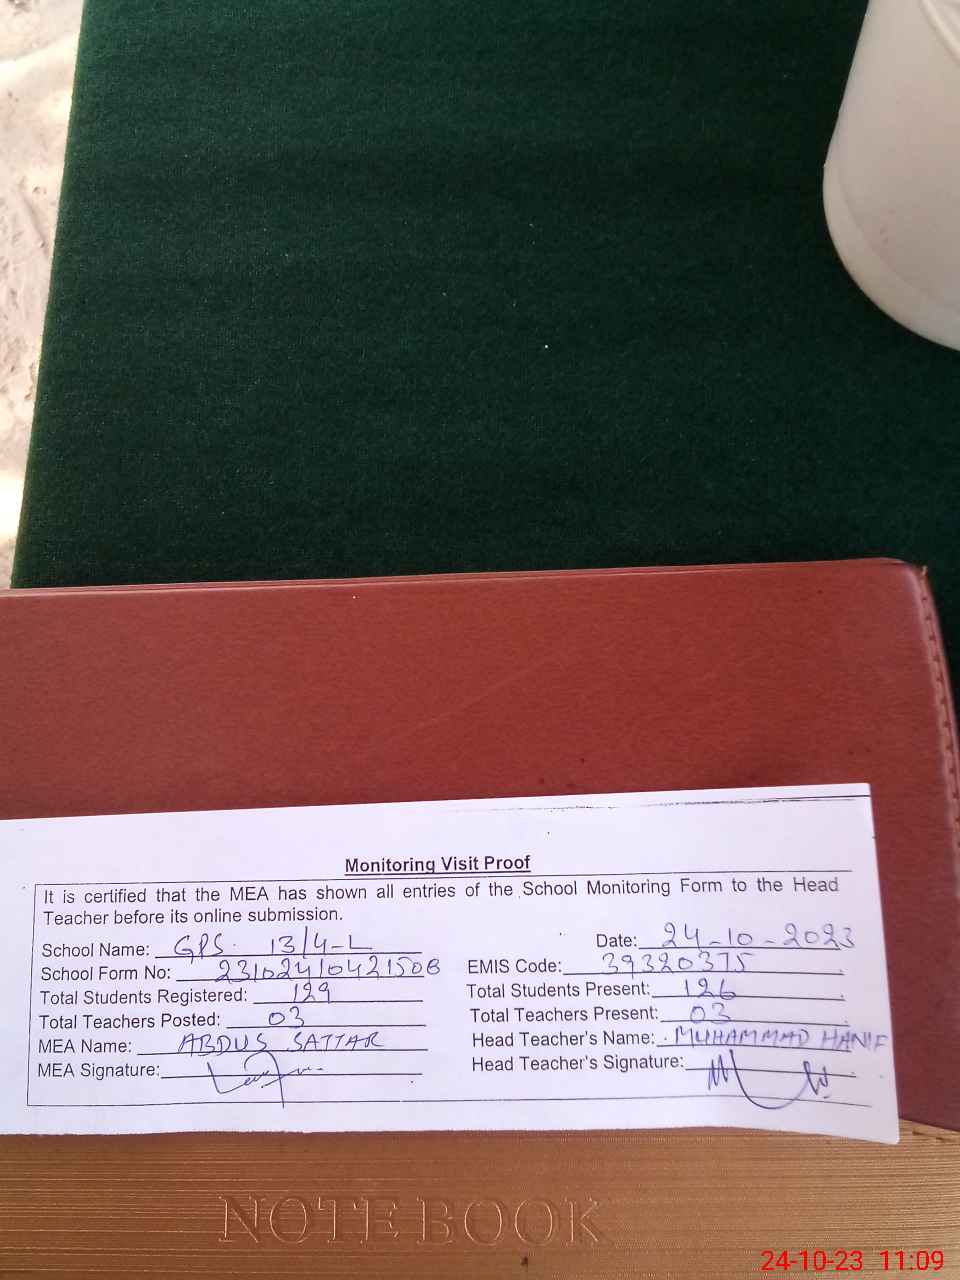 Monitoring Visit Proof
It is certified that the MEA has shown all entries of the School Monitoring Form to the Head
Teacher before its online submission.
School Name: GPS. 13/4-L Date: 24-10-2023
School Form No: 23102410421508 EMIS Code: 39320375
Total Students Registered: 129 Total Students Present: 126
Total Teachers Posted: 03 Total Teachers Present: 03
MEA Name: ABDUS SATTAR Head Teacher's Name: MUHAMMAD HANIF
MEA Signature: Head Teacher's Signature:
NOTE BOOK
24-10-23 11:09